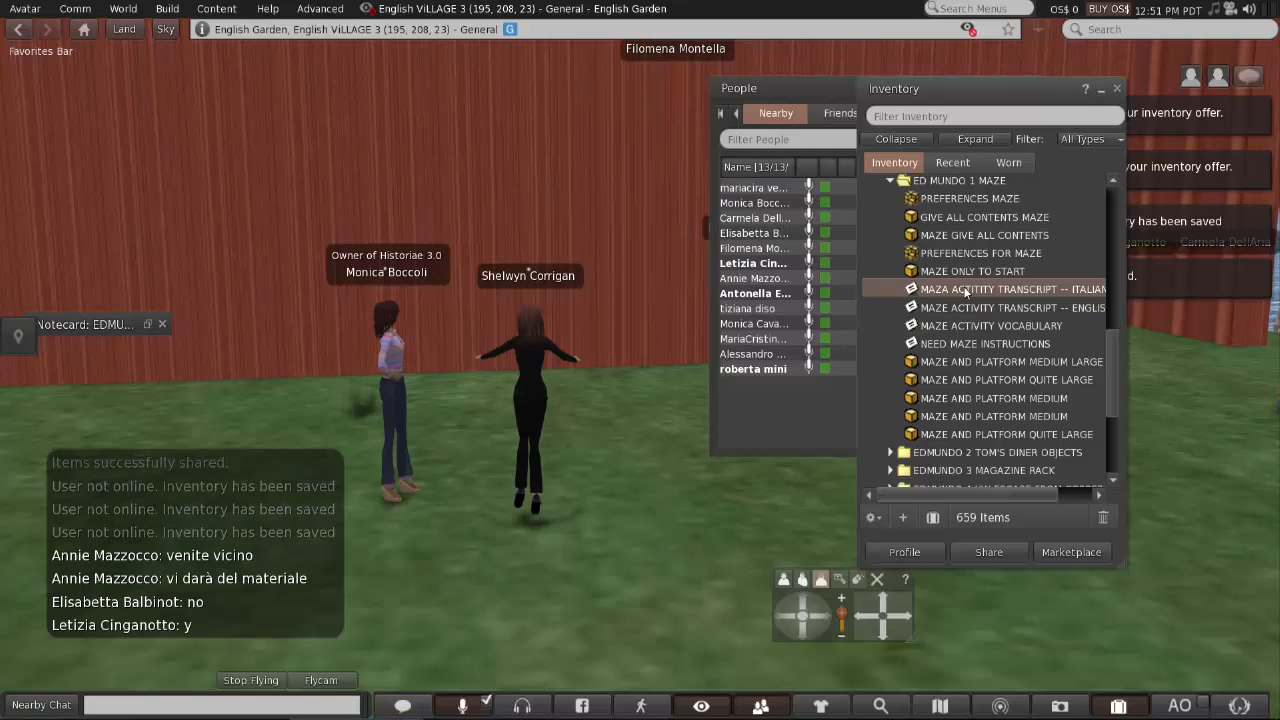 Avatar Comm World Build Content Help Advanced English ViLLAGE 3 (195, 208, 23) - General - English Garden Search Menus OS$ 0 BUY OS$ 12:51 PM PDT
Land Sky English Garden, English ViLLAGE 3 (195, 208, 23) - General G Search
Favorites Bar
Filomena Montella
People
Nearby Friends
Filter People
Name [13/13/
mariacira ve...
Monica Bocc...
Carmela Dell...
Elisabetta B...
Filomena Mo...
Letizia Cin...
Annie Mazzo...
Antonella E...
tiziana diso
Monica Cava...
MariaCristin...
Alessandro ...
roberta mini
Inventory ?
Filter Inventory
Collapse Expand Filter: All Types
Inventory Recent Worn
ED MUNDO 1 MAZE
PREFERENCES MAZE
GIVE ALL CONTENTS MAZE
MAZE GIVE ALL CONTENTS
PREFERENCES FOR MAZE
MAZE ONLY TO START
MAZA ACTIVITY TRANSCRIPT -- ITALIAN
MAZE ACTIVITY TRANSCRIPT -- ENGLIS
MAZE ACTIVITY VOCABULARY
NEED MAZE INSTRUCTIONS
MAZE AND PLATFORM MEDIUM LARGE
MAZE AND PLATFORM QUITE LARGE
MAZE AND PLATFORM MEDIUM
MAZE AND PLATFORM MEDIUM
MAZE AND PLATFORM QUITE LARGE
EDMUNDO 2 TOM'S DINER OBJECTS
EDMUNDO 3 MAGAZINE RACK
659 Items
Profile Share Marketplace
ur inventory offer.
your inventory offer.
ry has been saved
Carmela DellAria
d.
Owner of Historiae 3.0
Monica Boccoli
Shelwyn Corrigan
Notecard: EDMU...
Items successfully shared.
User not online. Inventory has been saved
User not online. Inventory has been saved
User not online. Inventory has been saved
Annie Mazzocco: venite vicino
Annie Mazzocco: vi darà del materiale
Elisabetta Balbinot: no
Letizia Cinganotto: y
?
Stop Flying Flycam
Nearby Chat AO